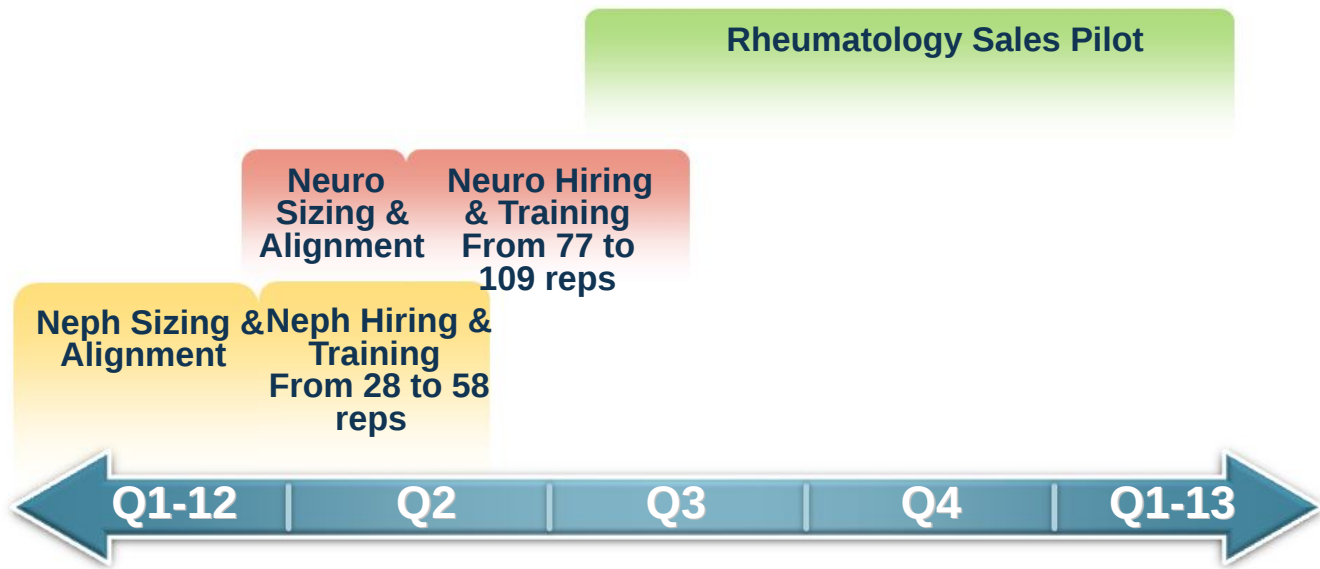 Rheumatology Sales Pilot
Neuro
Sizing &
Alignment
Neuro Hiring
& Training
From 77 to
109 reps
Neph Sizing &
Alignment
Neph Hiring &
Training
From 28 to 58
reps
Q1-12
Q2
Q3
Q4
Q1-13